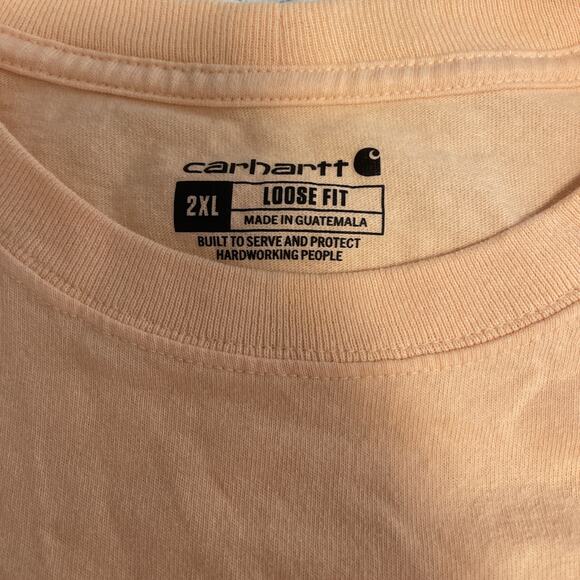 carhartt
2XL LOOSE FIT
MADE IN GUATEMALA
BUILT TO SERVE AND PROTECT
HARDWORKING PEOPLE